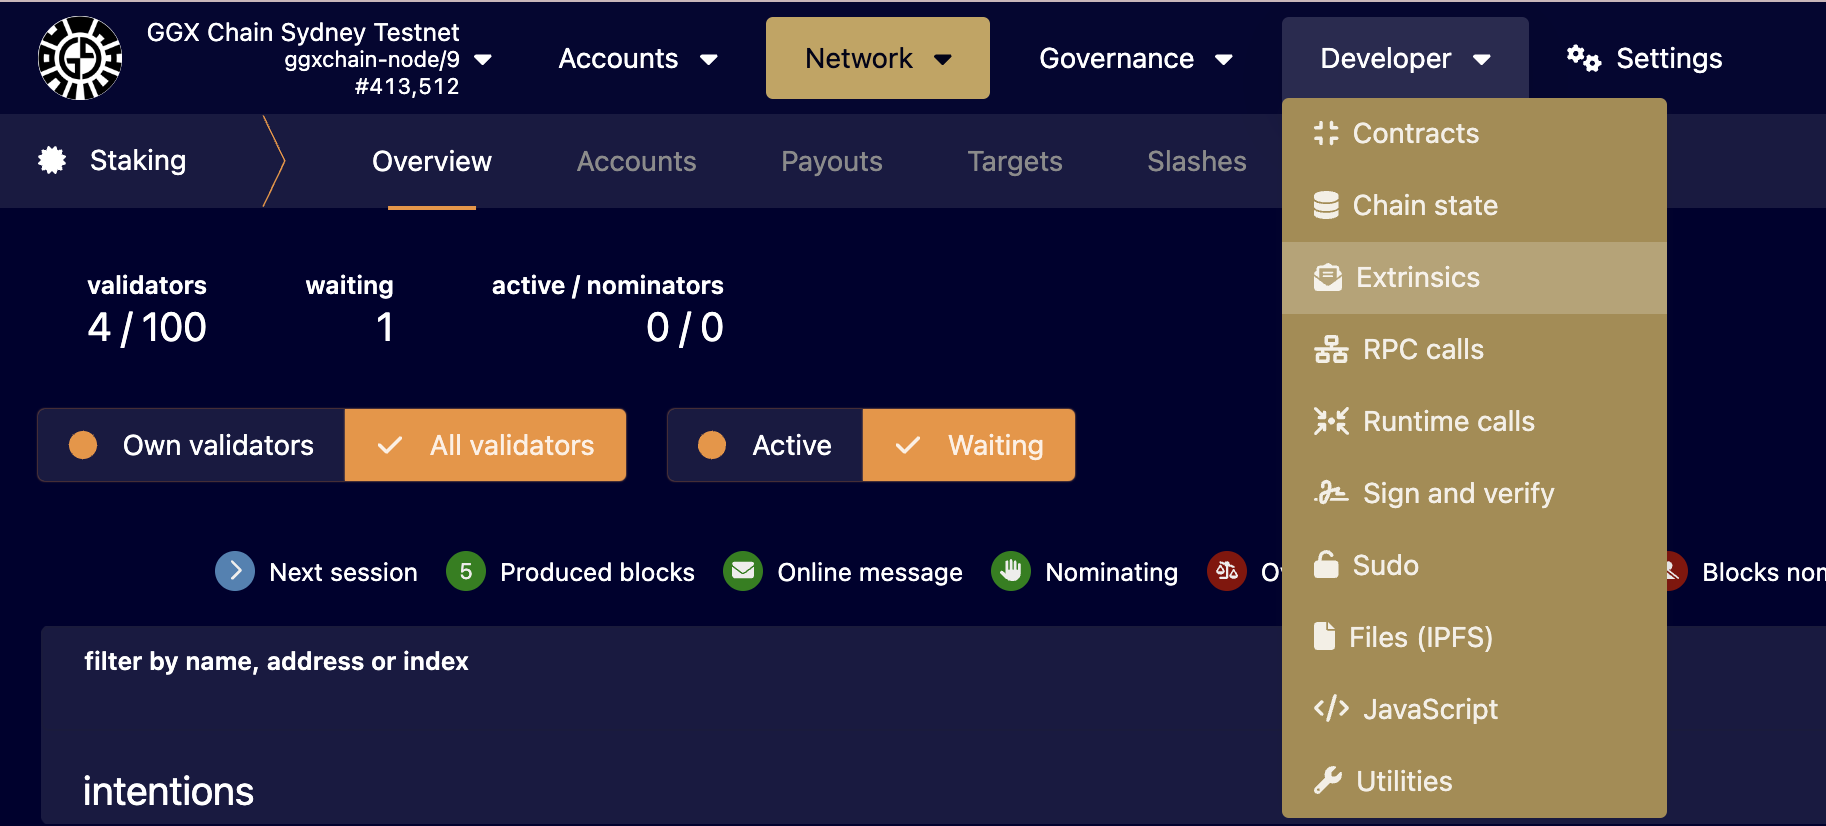 GGX Chain Sydney Testnet
ggxchain-node/9
#413,512
Accounts
Network
Governance
Developer
Settings
Staking
Overview
Accounts
Payouts
Targets
Slashes
Contracts
Chain state
Extrinsics
RPC calls
Runtime calls
Sign and verify
Sudo
Files (IPFS)
JavaScript
Utilities
validators
4 / 100
waiting
1
active / nominators
0 / 0
Own validators
All validators
Active
Waiting
Next session
5 Produced blocks
Online message
Nominating
Blocks
filter by name, address or index
intentions